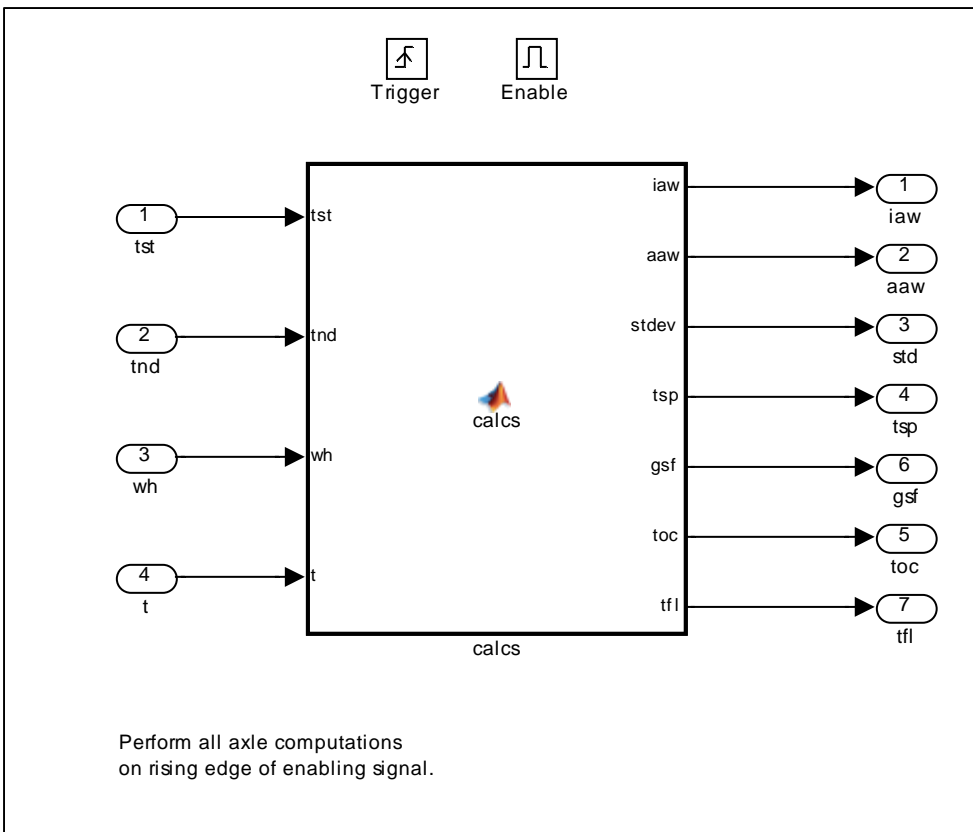 Trigger
Enable
1
tst
tst
2
tnd
tnd
3
wh
wh
4
t
t
calcs
calcs
iaw
1
iaw
aaw
2
aaw
stdev
3
std
tsp
4
tsp
gsf
6
gsf
toc
5
toc
tfl
7
tfl
Perform all axle computations
on rising edge of enabling signal.